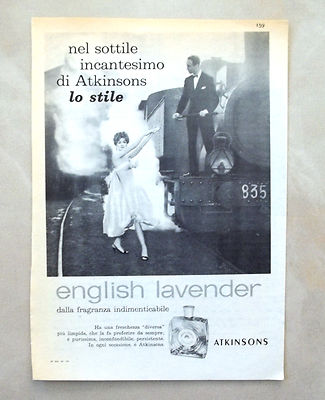 159
nel sottile
incantesimo
di Atkinsons
lo stile
835
english lavender
dalla fragranza indimenticabile
Ha una freschezza "diversa"
più limpida, che la fa preferire da sempre,
è purissima, inconfondibile, persistente.
In ogni occasione, è Atkinsons.
ATKINSONS